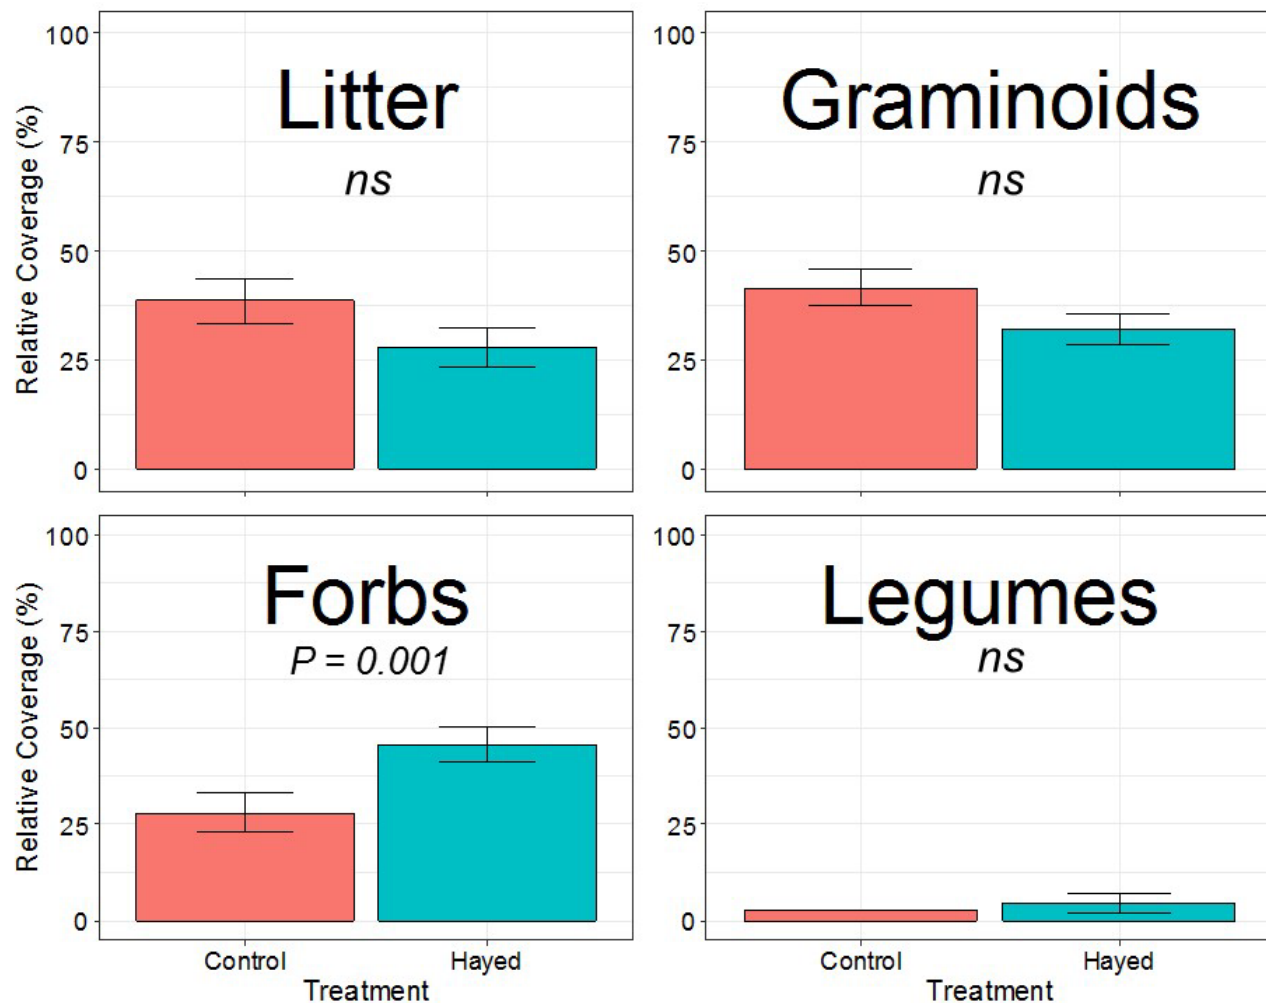 Relative Coverage (%)
100
75
50
25
0
Litter
ns
100
75
50
25
0
Graminoids
ns
Relative Coverage (%)
100
75
50
25
0
Forbs
P = 0.001
Control
Hayed
Treatment
100
75
50
25
0
Legumes
ns
Control
Hayed
Treatment